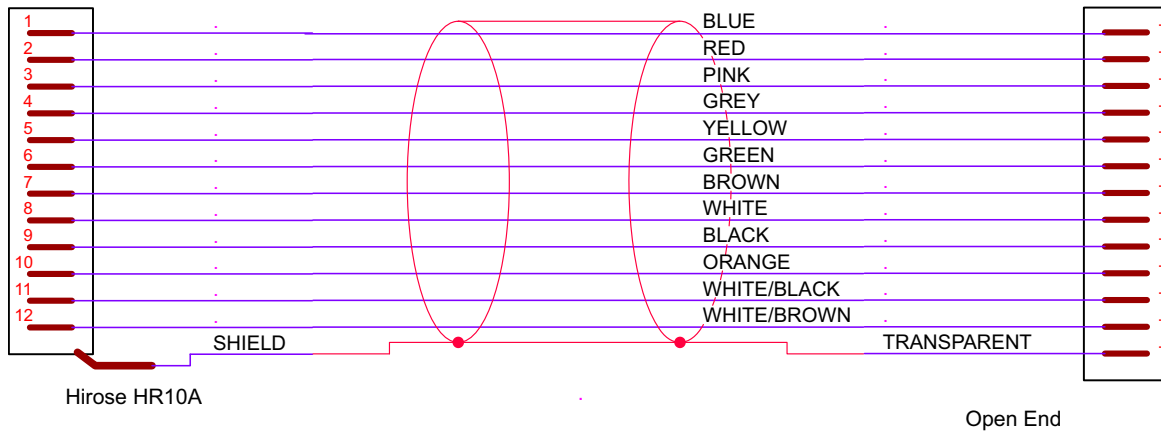 1 BLUE
2 RED
3 PINK
4 GREY
5 YELLOW
6 GREEN
7 BROWN
8 WHITE
9 BLACK
10 ORANGE
11 WHITE/BLACK
12 WHITE/BROWN
SHIELD TRANSPARENT
Hirose HR10A
Open End